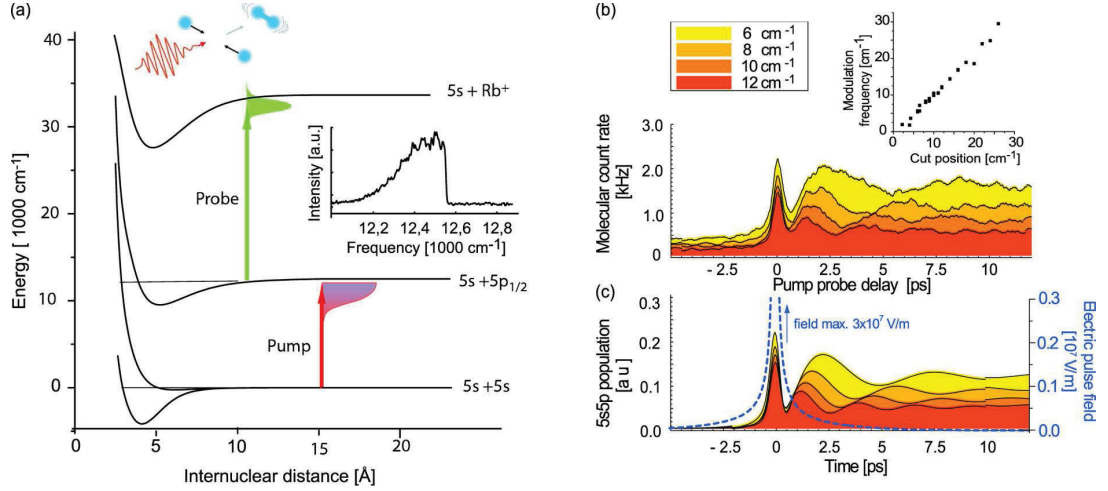 (a)
40
30
20
10
0
Energy [ 1000 cm⁻¹]
0
5
10
15
20
Internuclear distance [Å]
5s + Rb⁺
5s +5p1/2
5s +5s
Probe
Pump
Intensity [a.u.]
12,2
12,4
12,6
12,8
Frequency [1000 cm⁻¹]
(b)
6 cm⁻¹
8 cm⁻¹
10 cm⁻¹
12 cm⁻¹
Modulation
frequency [cm⁻¹]
30
20
10
0
0
10
20
30
Cut position [cm⁻¹]
Molecular count rate
[kHz]
3.0
2.0
1.0
0
- 2.5
0
2.5
5
7.5
10
Pump probe delay [ps]
(c)
5s5p population
[a u]
0.3
0.2
0.1
0.0
field max. 3x10⁷ V/m
0.3
0.2
0.1
0.0
Electric pulse field
[10⁷ V/m]
- 2.5
0
2.5
5
7.5
10
Time [ps]